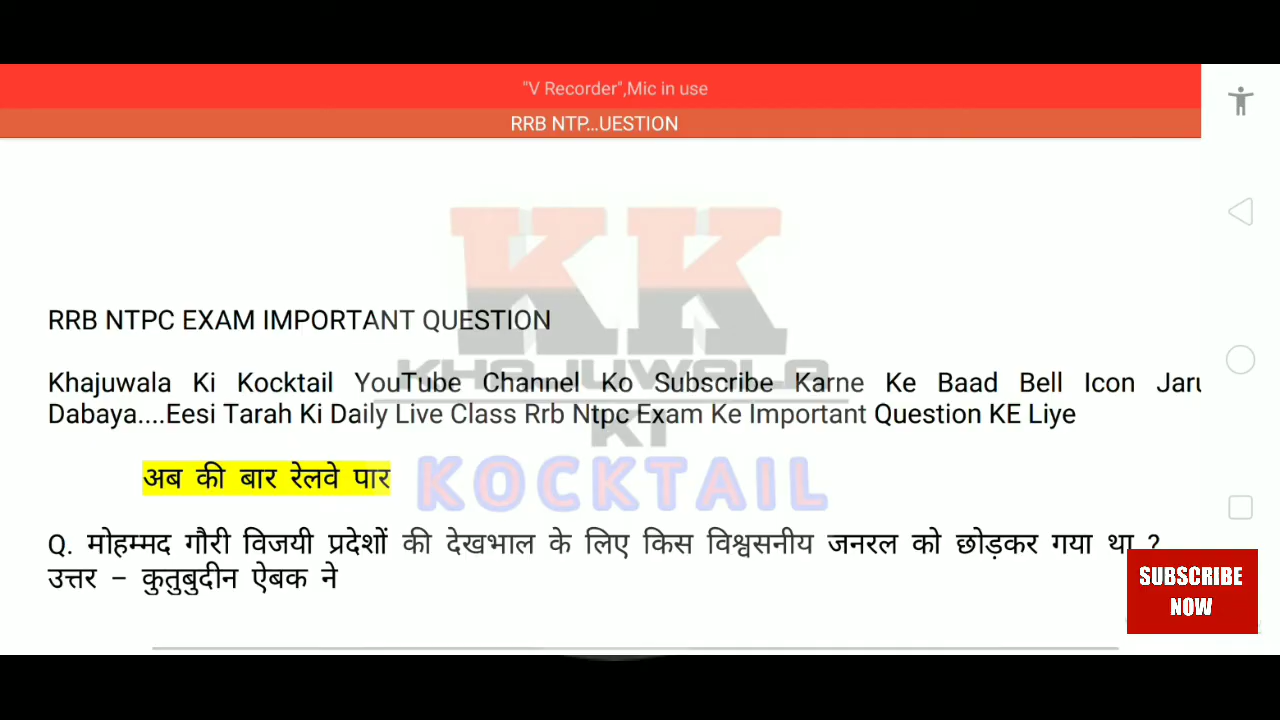 "V Recorder",Mic in use
RRB NTP...UESTION
KK
KHAJUWALA
KI
KOCKTAIL
RRB NTPC EXAM IMPORTANT QUESTION
Khajuwala Ki Kocktail YouTube Channel Ko Subscribe Karne Ke Baad Bell Icon Jaru
Dabaya....Eesi Tarah Ki Daily Live Class Rrb Ntpc Exam Ke Important Question KE Liye
अब की बार रेलवे पार
Q. मोहम्मद गौरी विजयी प्रदेशों की देखभाल के लिए किस विश्वसनीय जनरल को छोड़कर गया था ?
उत्तर – कुतुबुदीन ऐबक ने
SUBSCRIBE
NOW